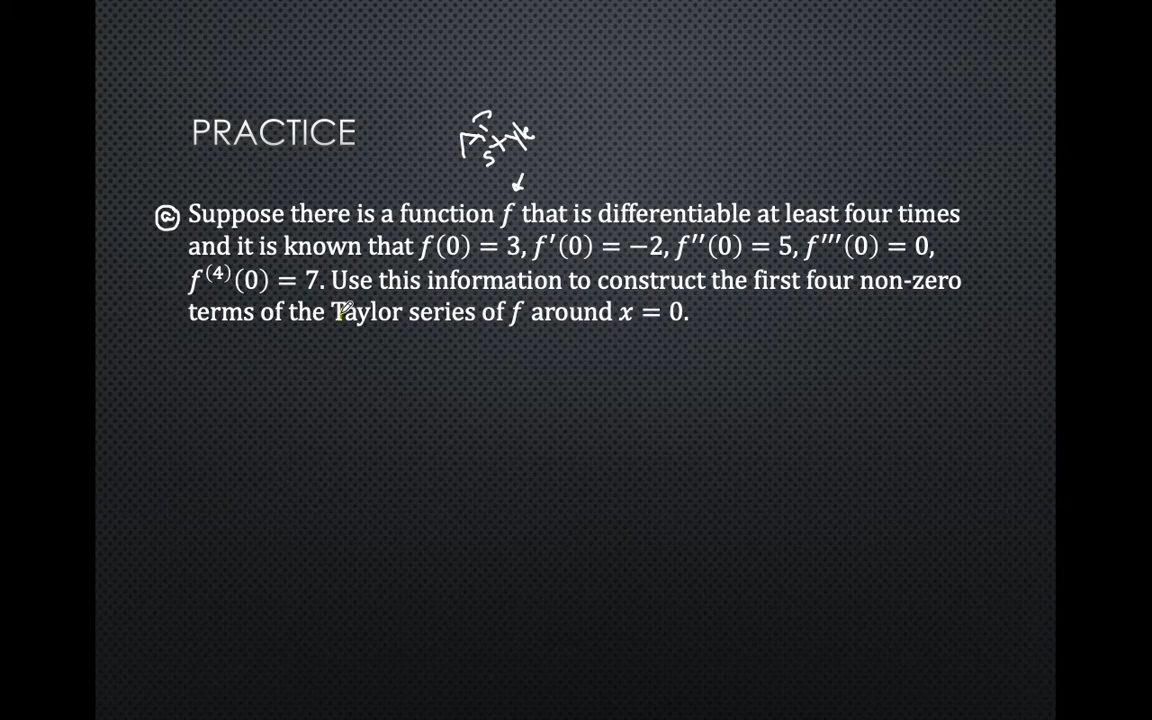 PRACTICE
Suppose there is a function f that is differentiable at least four times
and it is known that f(0) = 3, f′(0) = −2, f′′(0) = 5, f′′′(0) = 0,
f⁽⁴⁾(0) = 7. Use this information to construct the first four non-zero
terms of the Taylor series of f around x = 0.